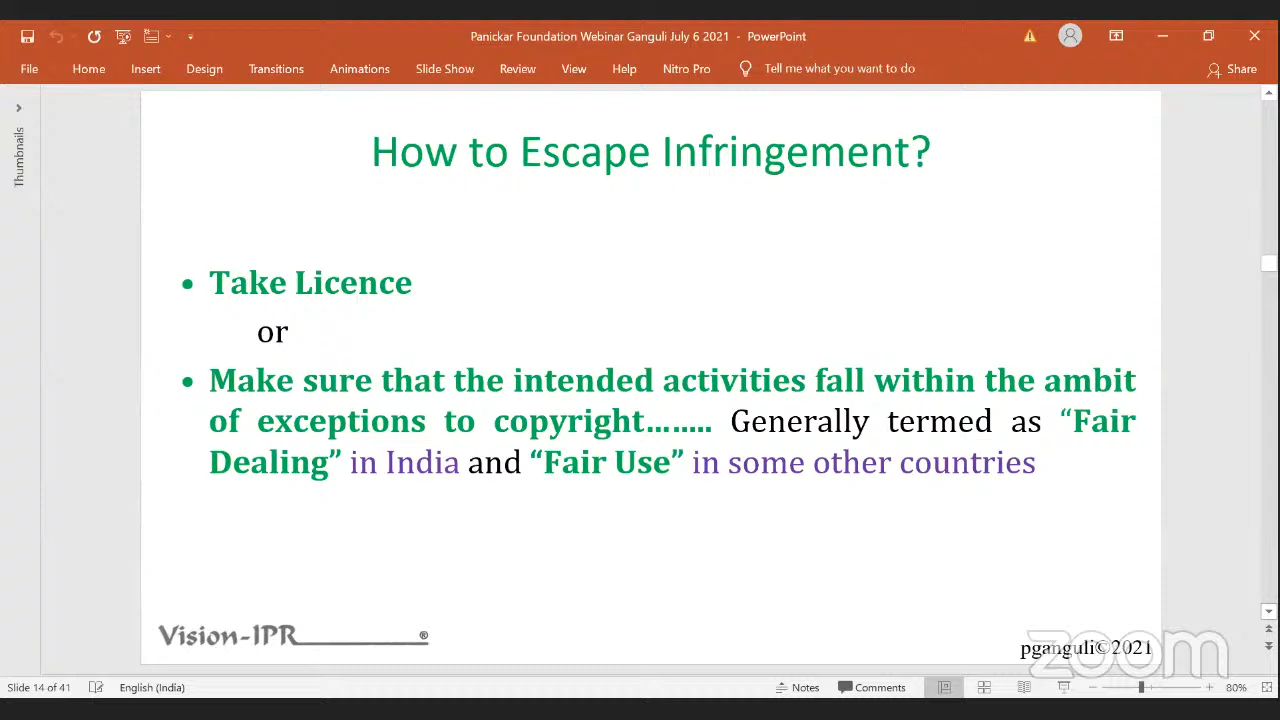 Panickar Foundation Webinar Ganguli July 6 2021 - PowerPoint
File Home Insert Design Transitions Animations Slide Show Review View Help Nitro Pro Tell me what you want to do Share
Thumbnails
How to Escape Infringement?
• Take Licence
or
• Make sure that the intended activities fall within the ambit
of exceptions to copyright........ Generally termed as “Fair
Dealing” in India and “Fair Use” in some other countries
Vision-IPR ®
pganguli©2021
zoom
Slide 14 of 41 English (India) Notes Comments 80%